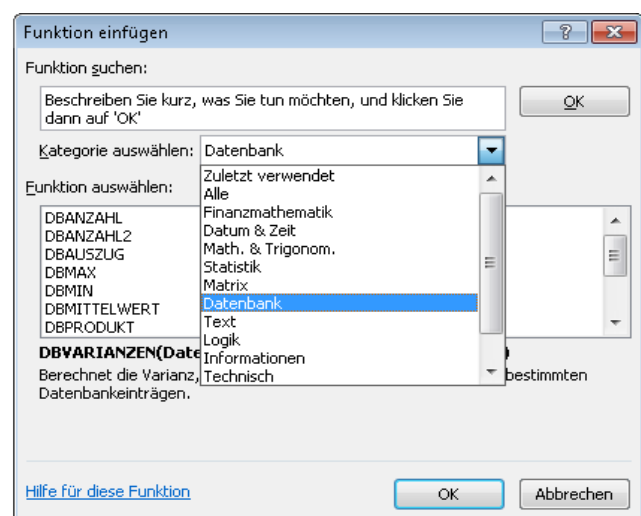 Funktion einfügen
Funktion suchen:
Beschreiben Sie kurz, was Sie tun möchten, und klicken Sie
dann auf 'OK'
OK
Kategorie auswählen: Datenbank
Funktion auswählen:
Zuletzt verwendet
Alle
Finanzmathematik
Datum & Zeit
Math. & Trigonom.
Statistik
Matrix
Datenbank
Text
Logik
Informationen
Technisch
DBANZAHL
DBANZAHL2
DBAUSZUG
DBMAX
DBMIN
DBMITTELWERT
DBPRODUKT
DBVARIANZEN(Date )
Berechnet die Varianz, bestimmten
Datenbankeinträgen.
Hilfe für diese Funktion
OK
Abbrechen